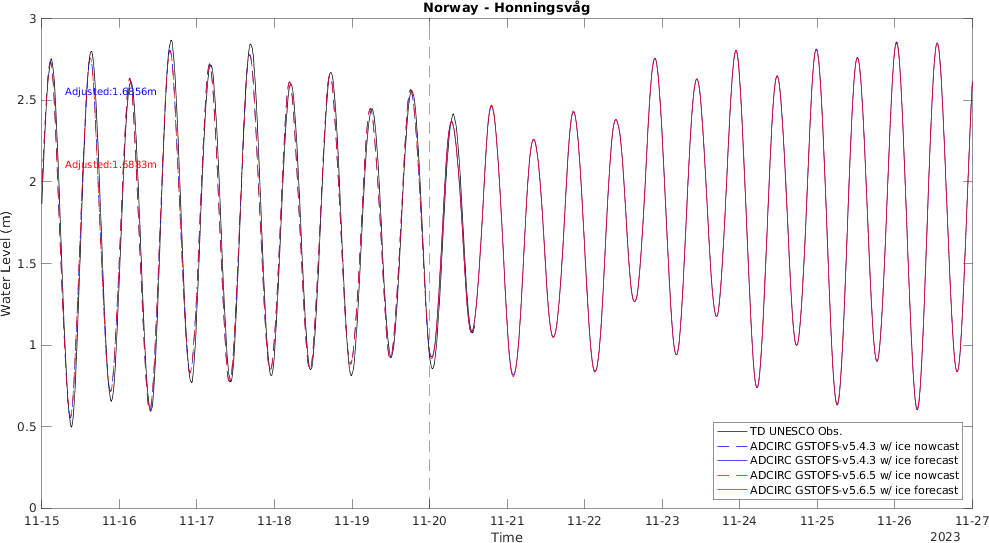 Norway - Honningsvåg
3
2.5
2
1.5
1
0.5
0
Water Level (m)
Adjusted:1.6856m
Adjusted:1.6883m
TD UNESCO Obs.
ADCIRC GSTOFS-v5.4.3 w/ ice nowcast
ADCIRC GSTOFS-v5.4.3 w/ ice forecast
ADCIRC GSTOFS-v5.6.5 w/ ice nowcast
ADCIRC GSTOFS-v5.6.5 w/ ice forecast
11-15 11-16 11-17 11-18 11-19 11-20 11-21 11-22 11-23 11-24 11-25 11-26 11-27
Time
2023